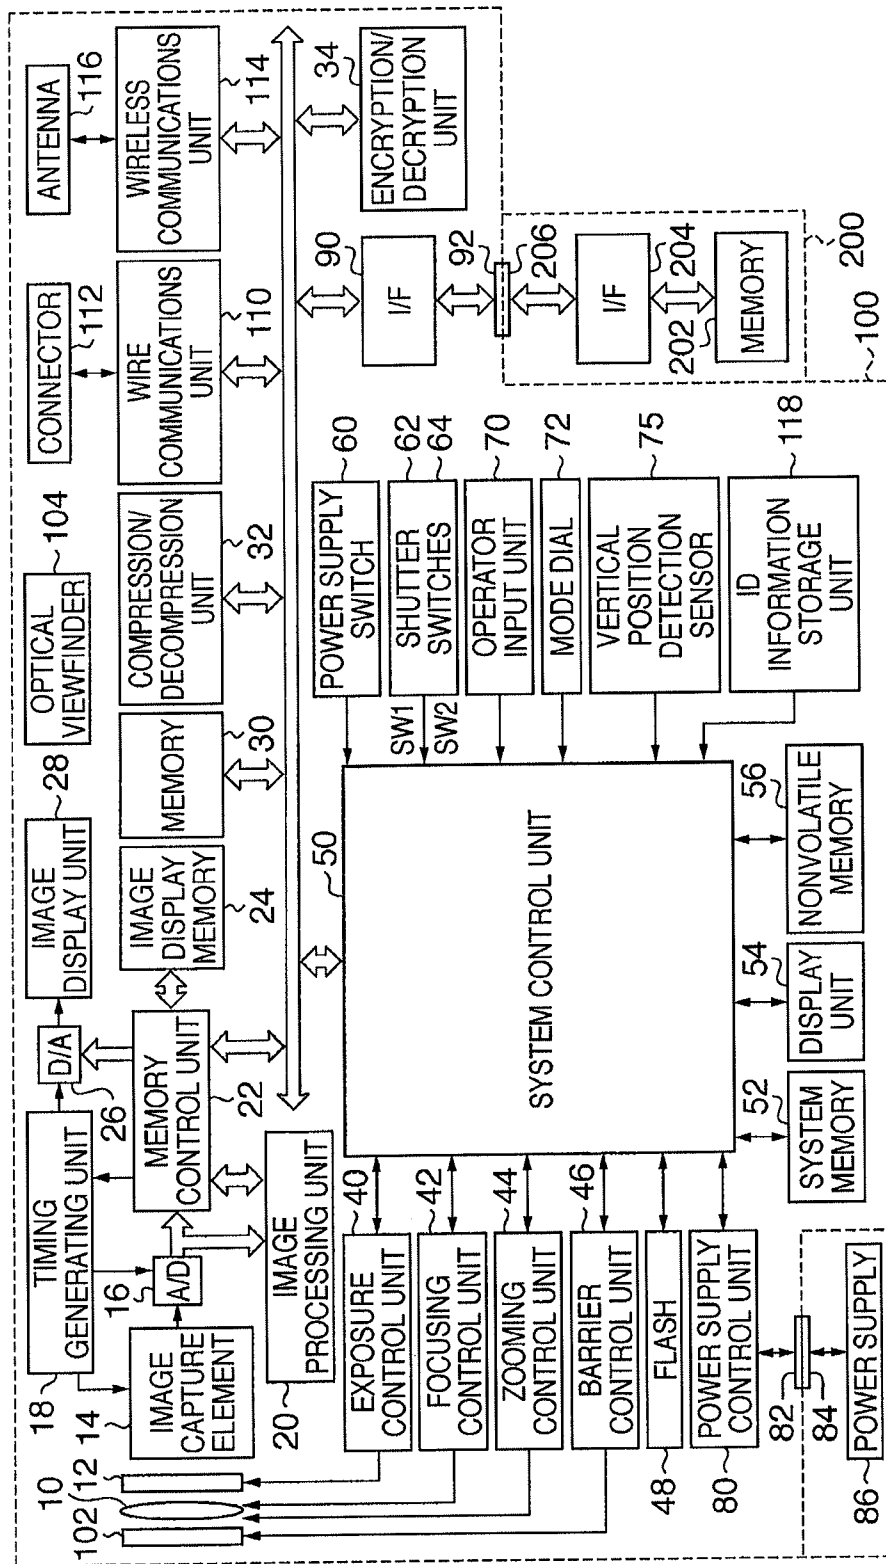 TIMING
GENERATING UNIT
18
D/A
26
IMAGE
DISPLAY UNIT
28
OPTICAL
VIEWFINDER
104
CONNECTOR
112
ANTENNA
116
102
10
12
14
IMAGE
CAPTURE
ELEMENT
16
A/D
MEMORY
CONTROL UNIT
22
IMAGE
DISPLAY
MEMORY
24
MEMORY
30
COMPRESSION/
DECOMPRESSION
UNIT
32
WIRE
COMMUNICATIONS
UNIT
110
WIRELESS
COMMUNICATIONS
UNIT
114
20
IMAGE
PROCESSING UNIT
ENCRYPTION/
DECRYPTION
UNIT
34
EXPOSURE
CONTROL UNIT
40
FOCUSING
CONTROL UNIT
42
ZOOMING
CONTROL UNIT
44
BARRIER
CONTROL UNIT
46
FLASH
48
POWER SUPPLY
CONTROL UNIT
80
SYSTEM CONTROL UNIT
50
POWER SUPPLY
SWITCH
60
SW1
SW2
SHUTTER
SWITCHES
62
64
OPERATOR
INPUT UNIT
70
MODE DIAL
72
VERTICAL
POSITION
DETECTION
SENSOR
75
ID
INFORMATION
STORAGE
UNIT
118
I/F
90
92
206
I/F
204
202
MEMORY
200
100
82
84
86
POWER SUPPLY
SYSTEM
MEMORY
52
DISPLAY
UNIT
54
NONVOLATILE
MEMORY
56